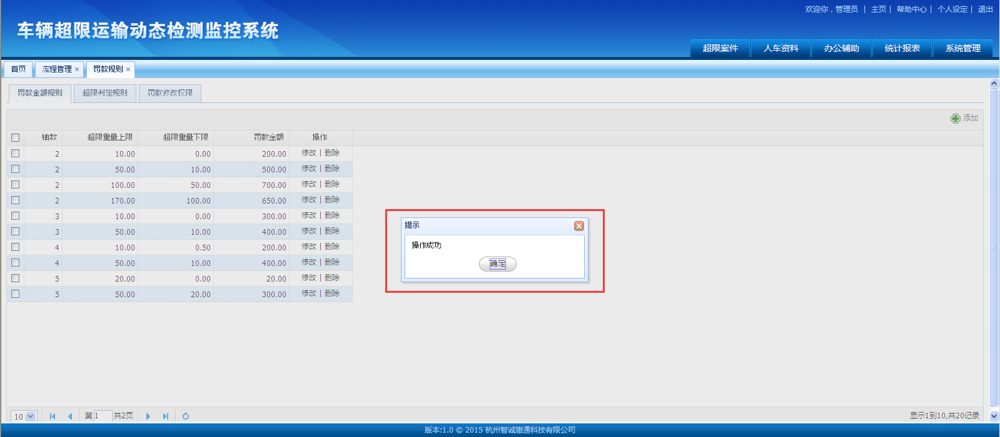 欢迎你，管理员 | 主页 | 帮助中心 | 个人设定 | 退出
车辆超限运输动态检测监控系统
超限案件 人车资料 办公辅助 统计报表 系统管理
首页 流程管理 × 罚款规则 ×
罚款金额规则 超限判定规则 罚款修改权限
添加
轴数 超限重量上限 超限重量下限 罚款金额 操作
2 10.00 0.00 200.00 修改 | 删除
2 50.00 10.00 500.00 修改 | 删除
2 100.00 50.00 700.00 修改 | 删除
2 170.00 100.00 650.00 修改 | 删除
3 10.00 0.00 300.00 修改 | 删除
3 50.00 10.00 400.00 修改 | 删除
4 10.00 0.50 200.00 修改 | 删除
4 50.00 10.00 400.00 修改 | 删除
5 20.00 0.00 20.00 修改 | 删除
5 50.00 20.00 300.00 修改 | 删除
提示
操作成功
确定
10 第 1 共2页 显示1到10,共20记录
版本:1.0 © 2015 杭州智诚惠通科技有限公司